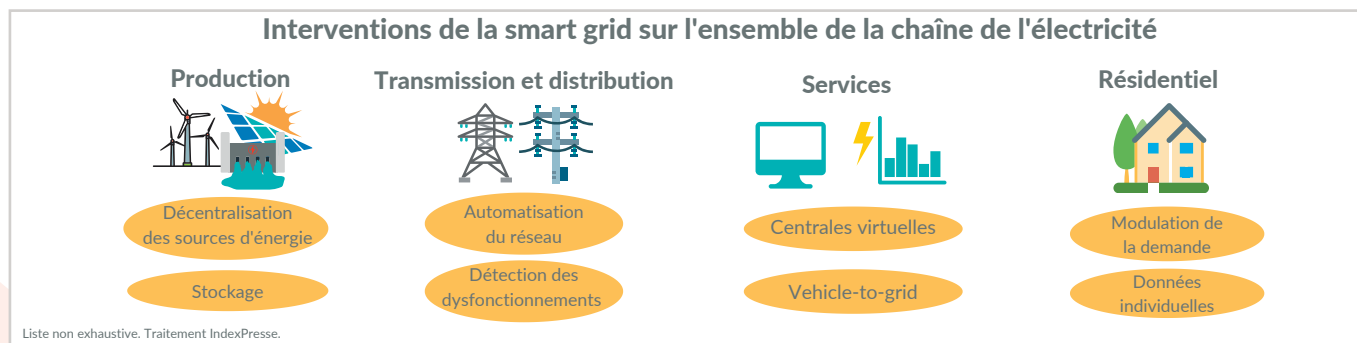 Interventions de la smart grid sur l'ensemble de la chaîne de l'électricité
Production
Décentralisation
des sources d'énergie
Stockage
Transmission et distribution
Automatisation
du réseau
Détection des
dysfonctionnements
Services
Centrales virtuelles
Vehicle-to-grid
Résidentiel
Modulation de
la demande
Données
individuelles
Liste non exhaustive. Traitement IndexPresse.